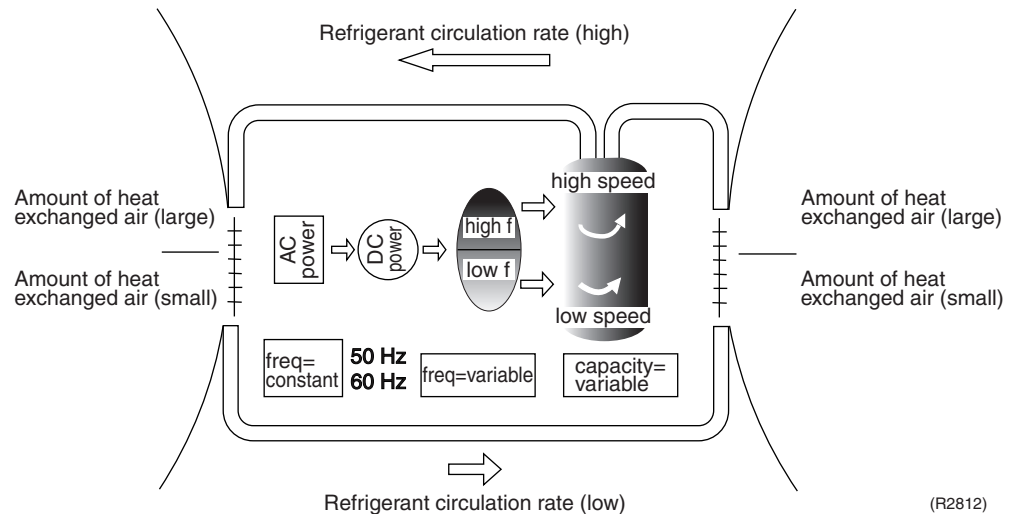 Refrigerant circulation rate (high)
Amount of heat
exchanged air (large)
Amount of heat
exchanged air (small)
AC
power
DC
power
high f
low f
high speed
low speed
Amount of heat
exchanged air (large)
Amount of heat
exchanged air (small)
freq=
constant
50 Hz
60 Hz
freq=variable
capacity=
variable
Refrigerant circulation rate (low)
(R2812)